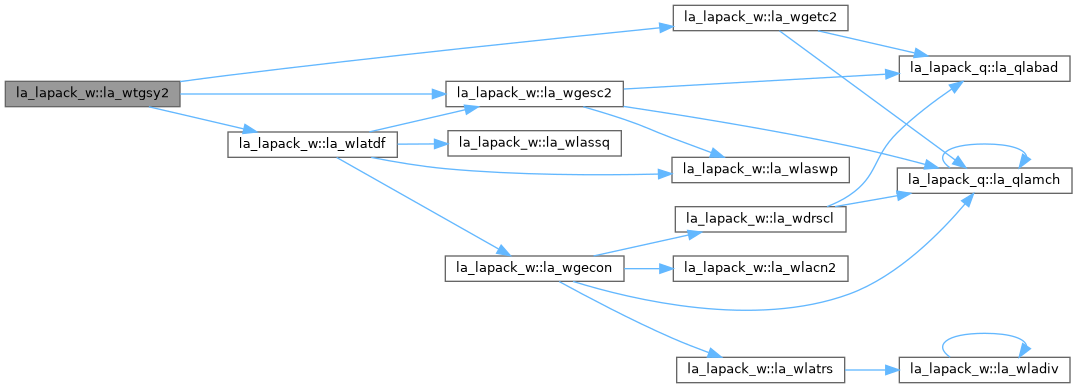 la_lapack_w::la_wgetc2
la_lapack_q::la_qlabad
la_lapack_w::la_wtgsy2
la_lapack_w::la_wgesc2
la_lapack_w::la_wlatdf
la_lapack_w::la_wlassq
la_lapack_w::la_wlaswp
la_lapack_q::la_qlamch
la_lapack_w::la_wdrscl
la_lapack_w::la_wgecon
la_lapack_w::la_wlacn2
la_lapack_w::la_wlatrs
la_lapack_w::la_wladiv